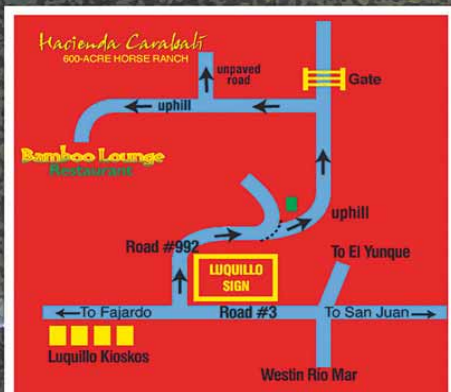 Hacienda Carabalí
600-ACRE HORSE RANCH
unpaved
road
Gate
uphill
Bamboo Lounge
Restaurant
uphill
Road #992
To El Yunque
LUQUILLO
SIGN
To Fajardo
Road #3
To San Juan
Luquillo Kioskos
Westin Rio Mar